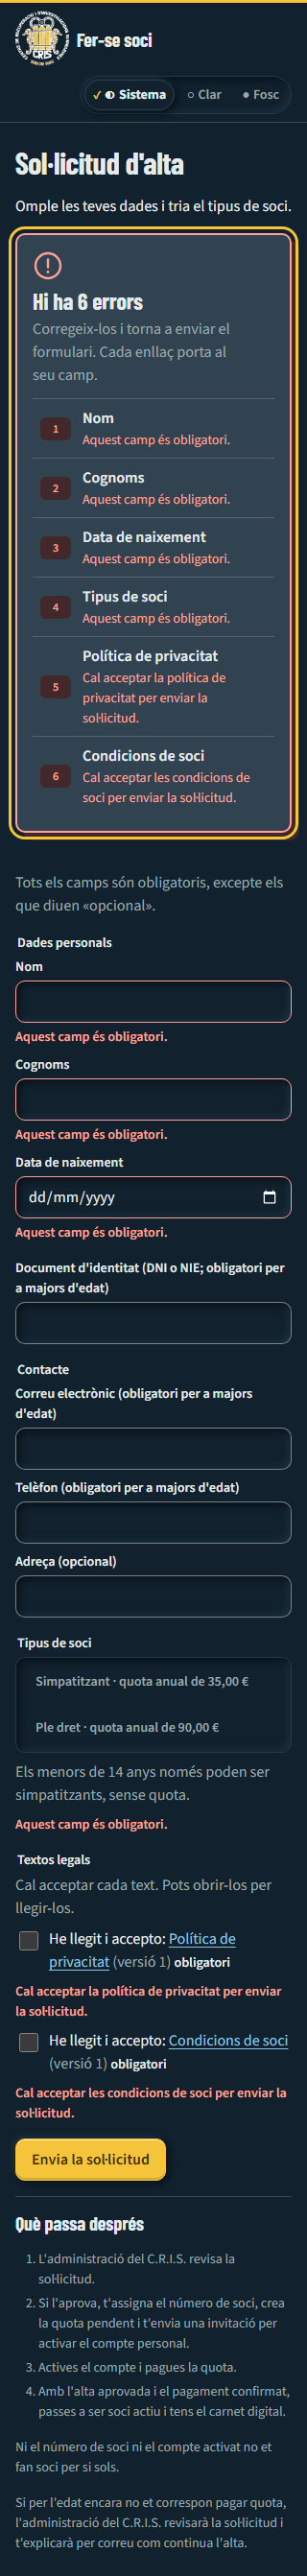 CRIS
Fer-se soci
✓ Sistema
Clar
Fosc
Sol·licitud d'alta
Omple les teves dades i tria el tipus de soci.
Hi ha 6 errors
Corregeix-los i torna a enviar el
formulari. Cada enllaç porta al
seu camp.
1
Nom
Aquest camp és obligatori.
2
Cognoms
Aquest camp és obligatori.
3
Data de naixement
Aquest camp és obligatori.
4
Tipus de soci
Aquest camp és obligatori.
5
Política de privacitat
Cal acceptar la política de
privacitat per enviar la
sol·licitud.
6
Condicions de soci
Cal acceptar les condicions de
soci per enviar la sol·licitud.
Tots els camps són obligatoris, excepte els
que diuen «opcional».
Dades personals
Nom
Aquest camp és obligatori.
Cognoms
Aquest camp és obligatori.
Data de naixement
dd/mm/yyyy
Aquest camp és obligatori.
Document d'identitat (DNI o NIE; obligatori per
a majors d'edat)
Contacte
Correu electrònic (obligatori per a majors
d'edat)
Telèfon (obligatori per a majors d'edat)
Adreça (opcional)
Tipus de soci
Simpatitzant · quota anual de 35,00 €
Ple dret · quota anual de 90,00 €
Els menors de 14 anys només poden ser
simpatitzants, sense quota.
Aquest camp és obligatori.
Textos legals
Cal acceptar cada text. Pots obrir-los per
llegir-los.
He llegit i accepto: Política de
privacitat (versió 1) obligatori
Cal acceptar la política de privacitat per enviar
la sol·licitud.
He llegit i accepto: Condicions de soci
(versió 1) obligatori
Cal acceptar les condicions de soci per enviar la
sol·licitud.
Envia la sol·licitud
Què passa després
1. L'administració del C.R.I.S. revisa la
sol·licitud.
2. Si l'aprova, t'assigna el número de soci, crea
la quota pendent i t'envia una invitació per
activar el compte personal.
3. Actives el compte i pagues la quota.
4. Amb l'alta aprovada i el pagament confirmat,
passes a ser soci actiu i tens el carnet digital.
Ni el número de soci ni el compte activat no et
fan soci per si sols.
Si per l'edat encara no et correspon pagar quota,
l'administració del C.R.I.S. revisarà la sol·licitud i
t'explicarà per correu com continua l'alta.